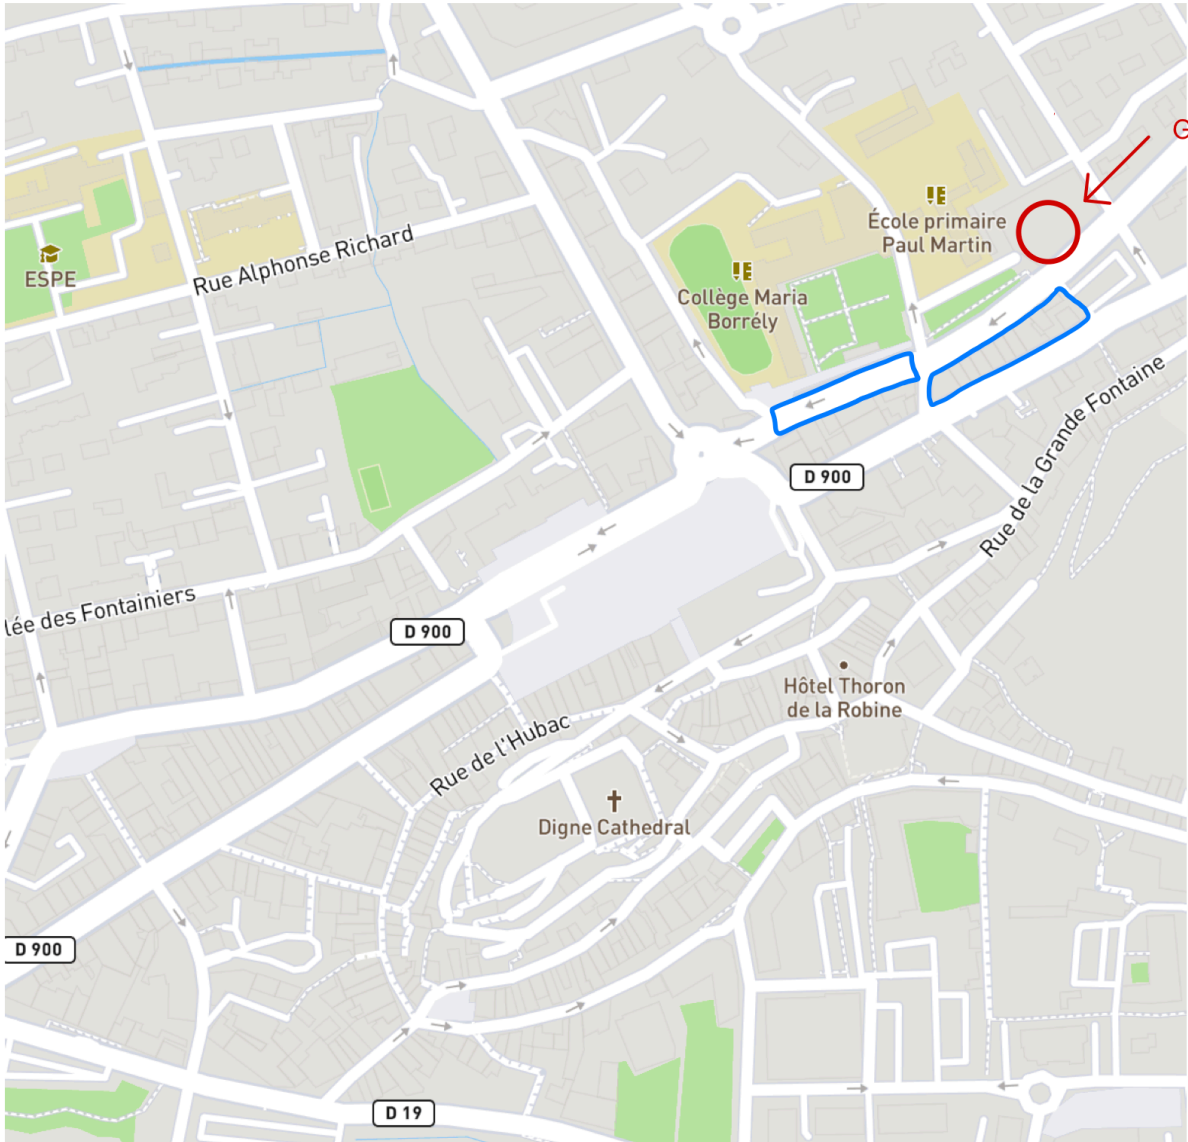 G
École primaire
Paul Martin
ESPE
Rue Alphonse Richard
Collège Maria
Borrély
D 900
Rue de la Grande Fontaine
lée des Fontainiers
D 900
Hôtel Thoron
de la Robine
Rue de l'Hubac
Digne Cathedral
D 900
D 19